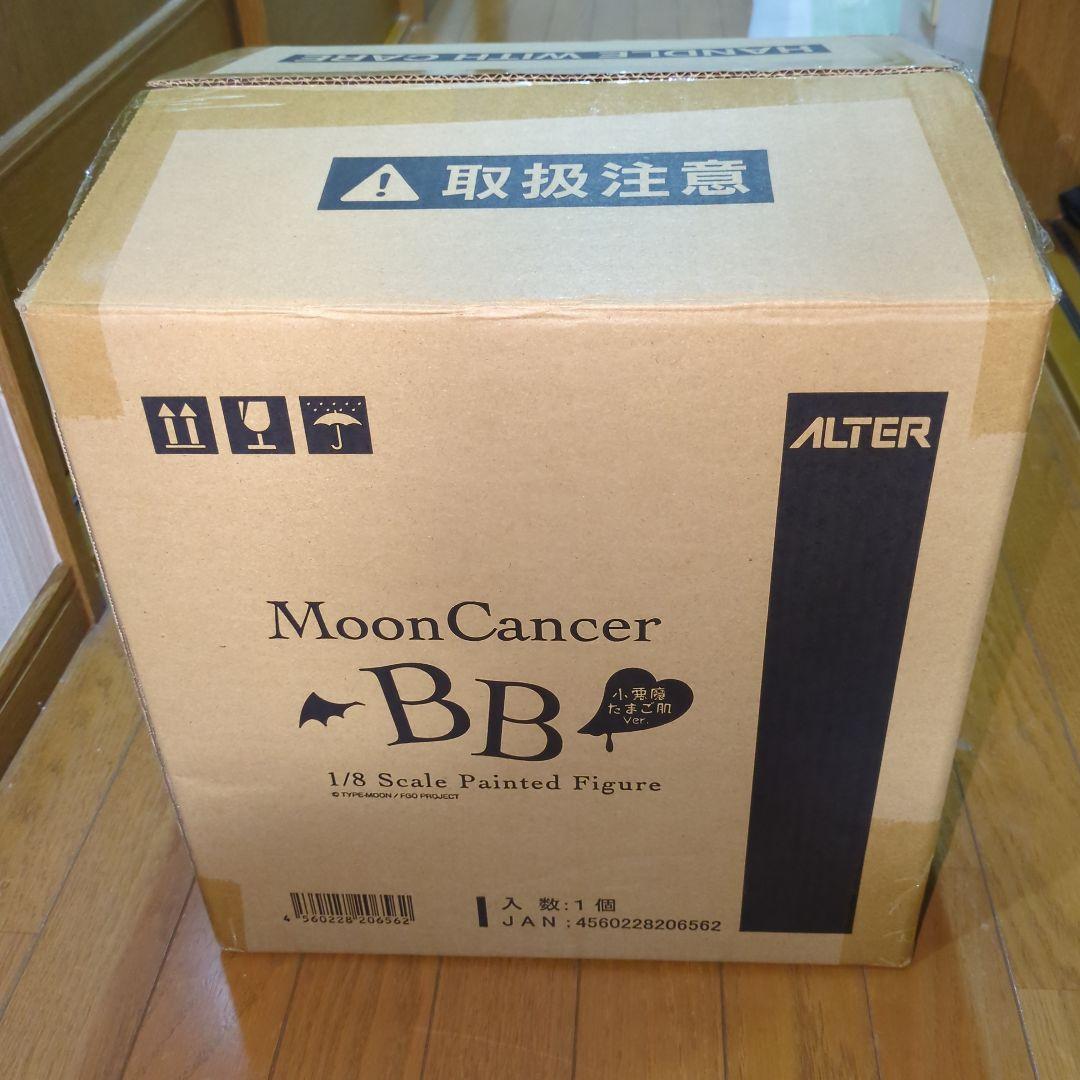 HANDLE WITH CARE
取扱注意
ALTER
MoonCancer
BB
小悪魔
たまご肌
Ver.
1/8 Scale Painted Figure
© TYPE-MOON / FGO PROJECT
4 560228 206562
入 数:1個
JAN:4560228206562